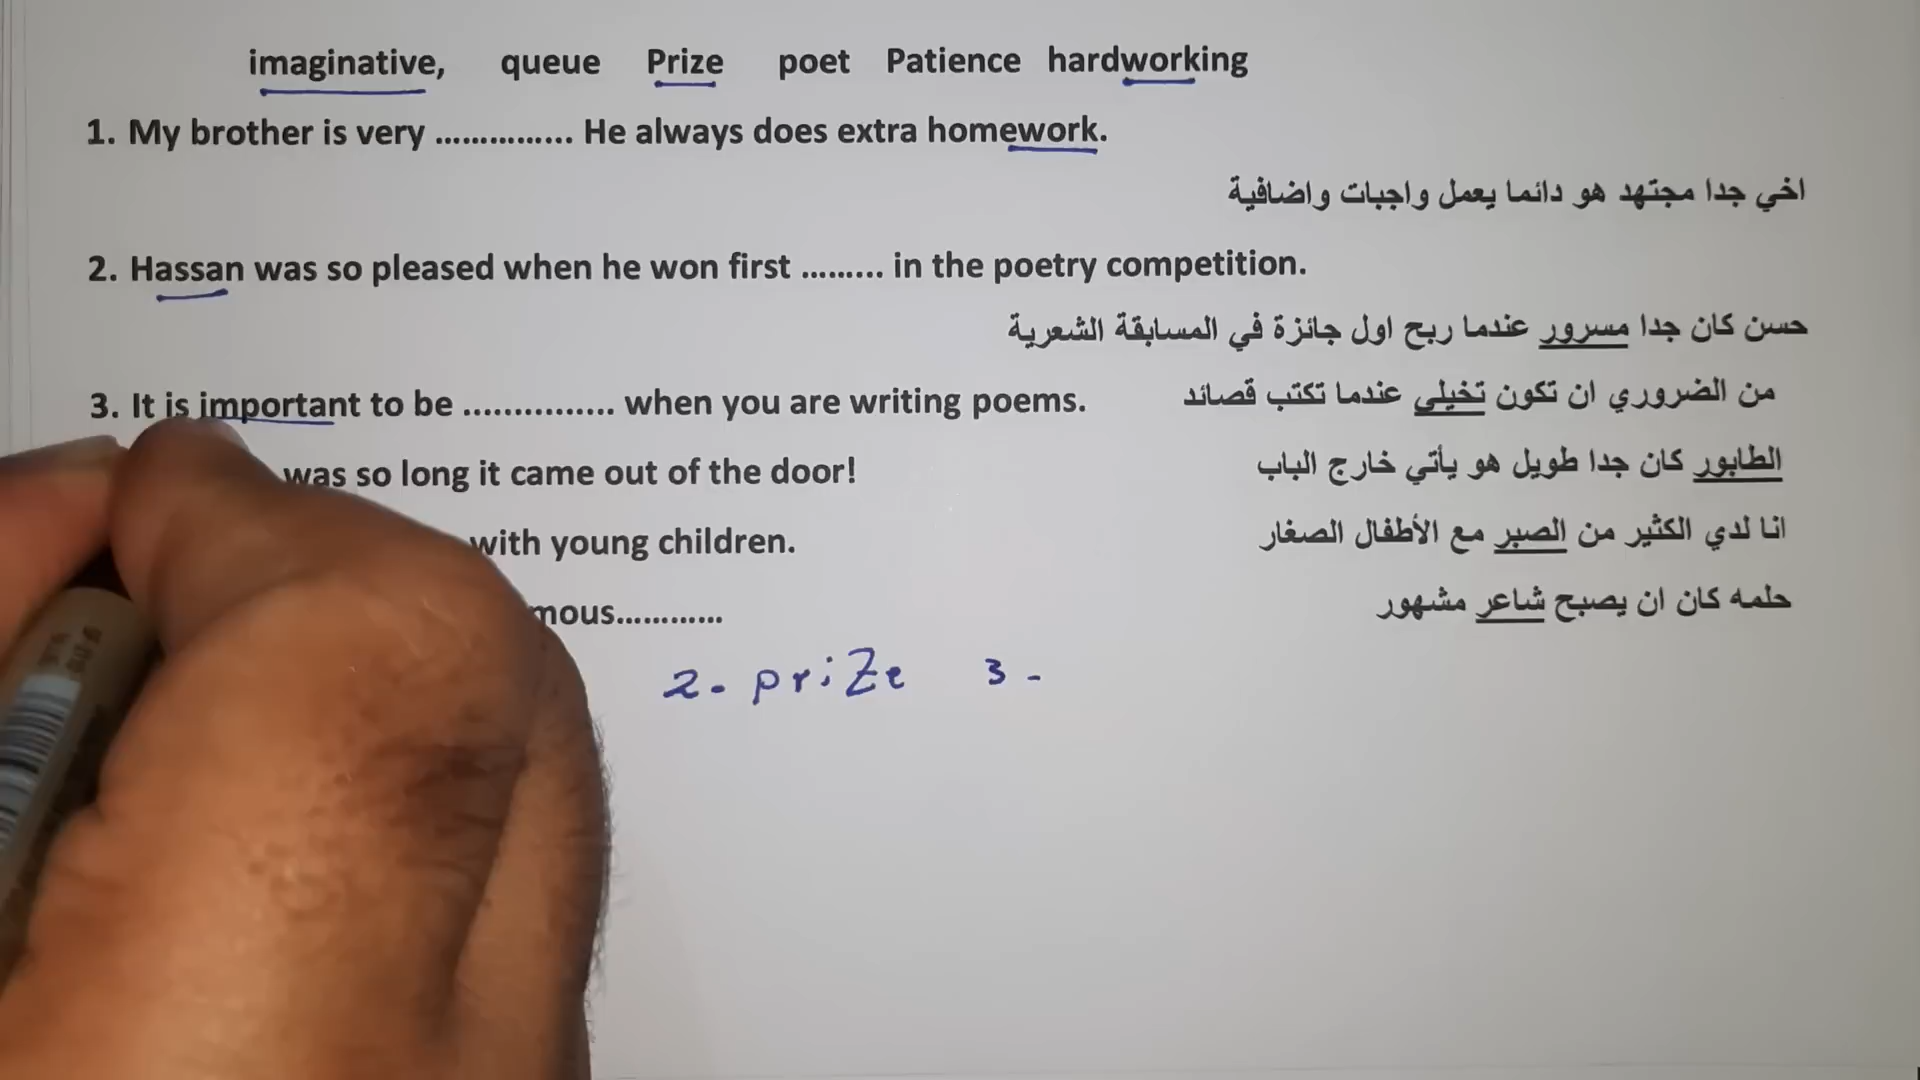 imaginative, queue Prize poet Patience hardworking
1. My brother is very ............... He always does extra homework.
اخي جدا مجتهد هو دائما يعمل واجبات واضافية
2. Hassan was so pleased when he won first ......... in the poetry competition.
حسن كان جدا مسرور عندما ربح اول جائزة في المسابقة الشعرية
3. It is important to be ............... when you are writing poems. من الضروري ان تكون تخيلي عندما تكتب قصائد
was so long it came out of the door! الطابور كان جدا طويل هو يأتي خارج الباب
with young children. انا لدي الكثير من الصبر مع الأطفال الصغار
mous............ حلمه كان ان يصبح شاعر مشهور
2- prize 3-